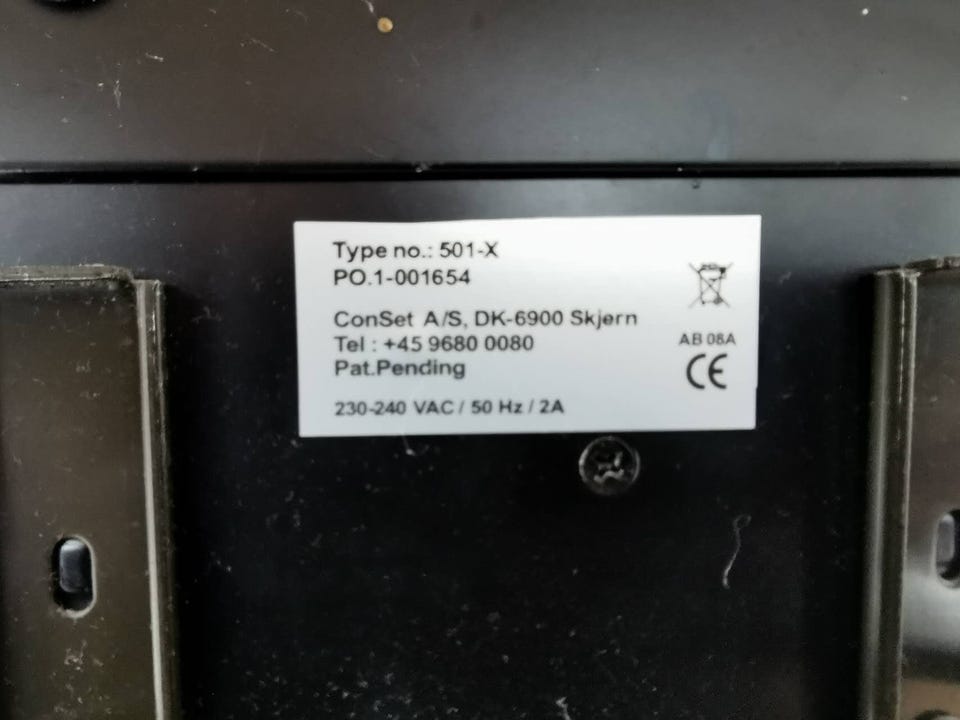 Type no.: 501-X
PO.1-001654
ConSet A/S, DK-6900 Skjern
Tel : +45 9680 0080
Pat.Pending
230-240 VAC / 50 Hz / 2A
AB 08A
CE